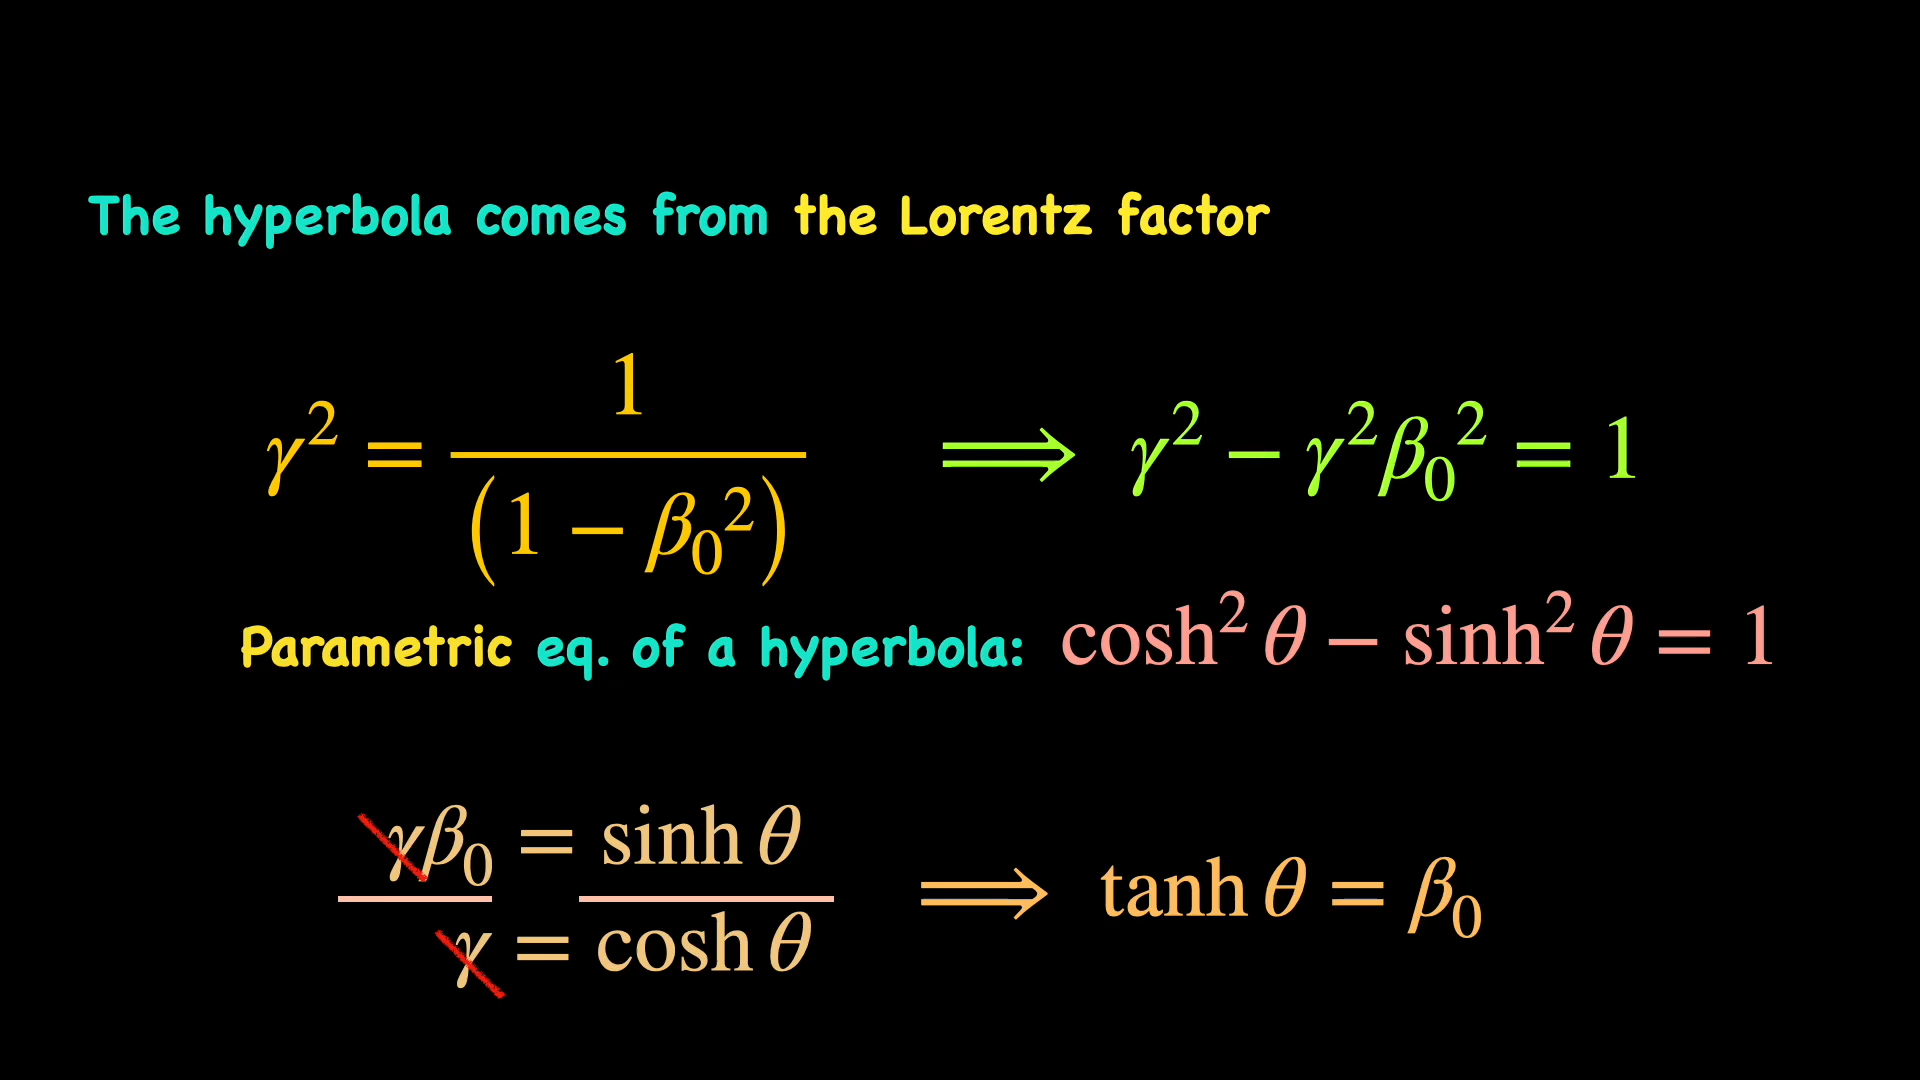 The hyperbola comes from the Lorentz factor
γ² = 1 / (1 − β₀²) ⟹ γ² − γ²β₀² = 1
Parametric eq. of a hyperbola: cosh² θ − sinh² θ = 1
γβ₀ = sinh θ
γ = cosh θ
⟹ tanh θ = β₀